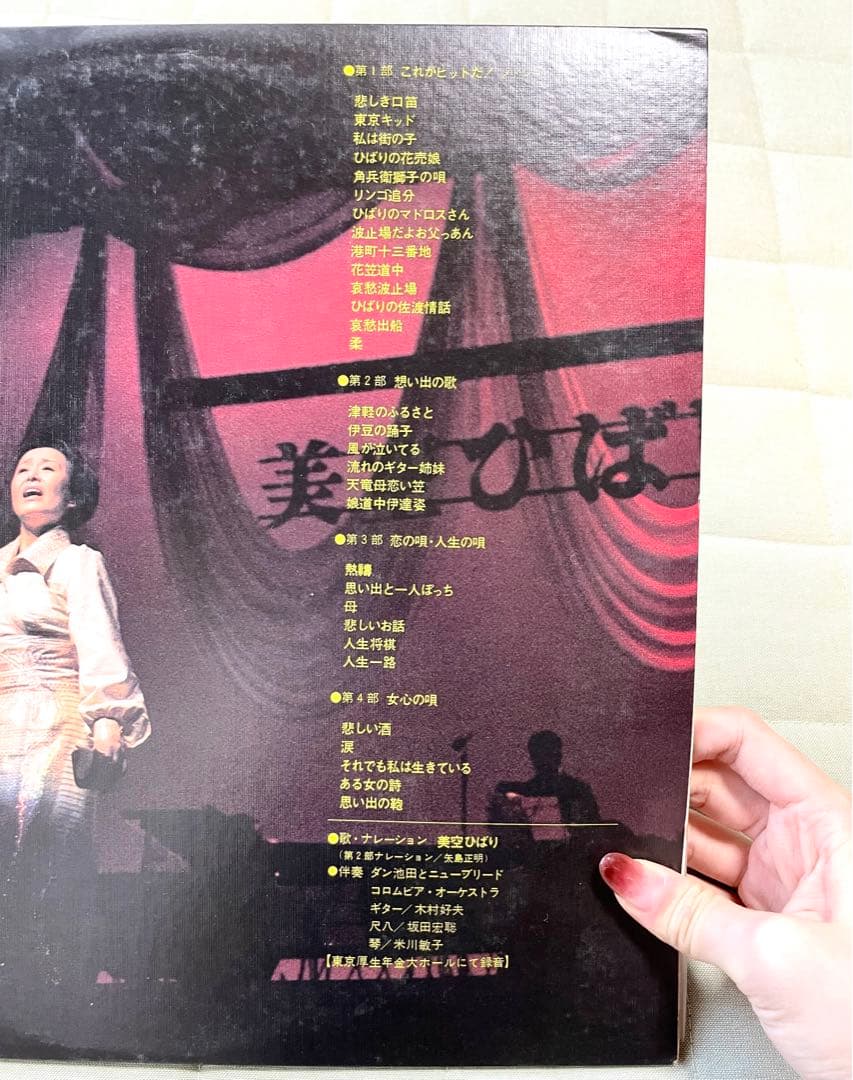 ●第1部 これがヒットだ!
悲しき口笛
東京キッド
私は街の子
ひばりの花売娘
角兵衛獅子の唄
リンゴ追分
ひばりのマドロスさん
波止場だよお父っあん
港町十三番地
花笠道中
哀愁波止場
ひばりの佐渡情話
哀愁出船
柔
●第2部 想い出の歌
津軽のふるさと
伊豆の踊子
風が泣いてる
流れのギター姉妹
天竜母恋い笠
娘道中伊達姿
美空ひば
●第3部 恋の唄・人生の唄
熱禱
思い出と一人ぼっち
母
悲しいお話
人生将棋
人生一路
●第4部 女心の唄
悲しい酒
涙
それでも私は生きている
ある女の詩
思い出の鞄
●歌・ナレーション 美空ひばり
(第2部ナレーション/矢島正明)
●伴奏 ダン池田とニューブリード
コロムビア・オーケストラ
ギター/木村好夫
尺八/坂田宏聡
琴/米川敏子
【東京厚生年金大ホールにて録音】